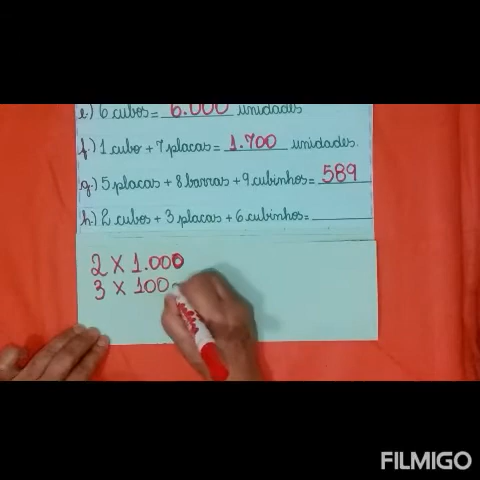 e.) 6 cubos = 6.000 unidades
f.) 1 cubo + 7 placas = 1.700 unidades.
g.) 5 placas + 8 barras + 9 cubinhos = 589
h.) 2 cubos + 3 placas + 6 cubinhos = ________
2 X 1.000
3 X 100
FILMIGO